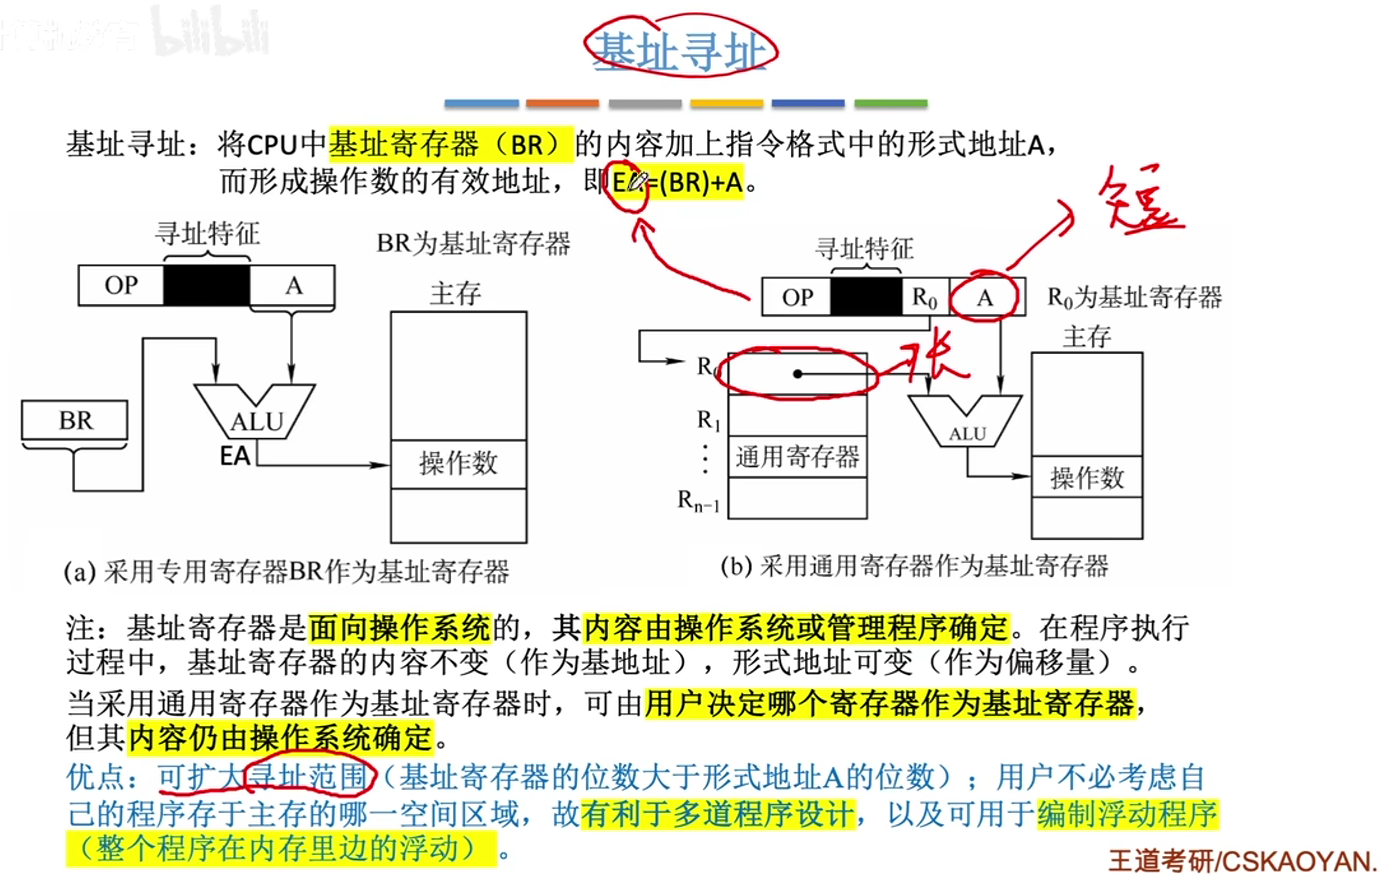 bilibili
基址寻址
基址寻址：将CPU中基址寄存器（BR）的内容加上指令格式中的形式地址A，
而形成操作数的有效地址，即EA=(BR)+A。
短
寻址特征
BR为基址寄存器
OP
A
主存
BR
ALU
EA
操作数
(a) 采用专用寄存器BR作为基址寄存器
寻址特征
OP
R₀
A
R₀为基址寄存器
主存
R₀
长
R₁
⋮
通用寄存器
Rₙ₋₁
ALU
操作数
(b) 采用通用寄存器作为基址寄存器
注：基址寄存器是面向操作系统的，其内容由操作系统或管理程序确定。在程序执行
过程中，基址寄存器的内容不变（作为基地址），形式地址可变（作为偏移量）。
当采用通用寄存器作为基址寄存器时，可由用户决定哪个寄存器作为基址寄存器，
但其内容仍由操作系统确定。
优点：可扩大寻址范围（基址寄存器的位数大于形式地址A的位数）；用户不必考虑自
己的程序存于主存的哪一空间区域，故有利于多道程序设计，以及可用于编制浮动程序
（整个程序在内存里边的浮动）。
王道考研/CSKAOYAN.